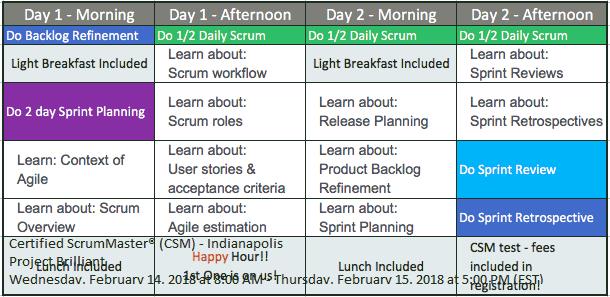 Day 1 - Morning
Day 1 - Afternoon
Day 2 - Morning
Day 2 - Afternoon
Do Backlog Refinement
Do 1/2 Daily Scrum
Do 1/2 Daily Scrum
Do 1/2 Daily Scrum
Light Breakfast Included
Learn about:
Scrum workflow
Light Breakfast Included
Learn about:
Sprint Reviews
Do 2 day Sprint Planning
Learn about:
Scrum roles
Learn about:
Release Planning
Learn about:
Sprint Retrospectives
Learn: Context of
Agile
Learn about:
User stories &
acceptance criteria
Learn about:
Product Backlog
Refinement
Do Sprint Review
Learn about: Scrum
Overview
Learn about:
Agile estimation
Learn about:
Sprint Planning
Do Sprint Retrospective
Lunch Included
Happy Hour!!
1st One is on us!
Lunch Included
CSM test - fees
included in
registration!
Certified ScrumMaster® (CSM) - Indianapolis
Project Brilliant
Wednesday, February 14, 2018 at 8:00 AM - Thursday, February 15, 2018 at 5:00 PM (EST)